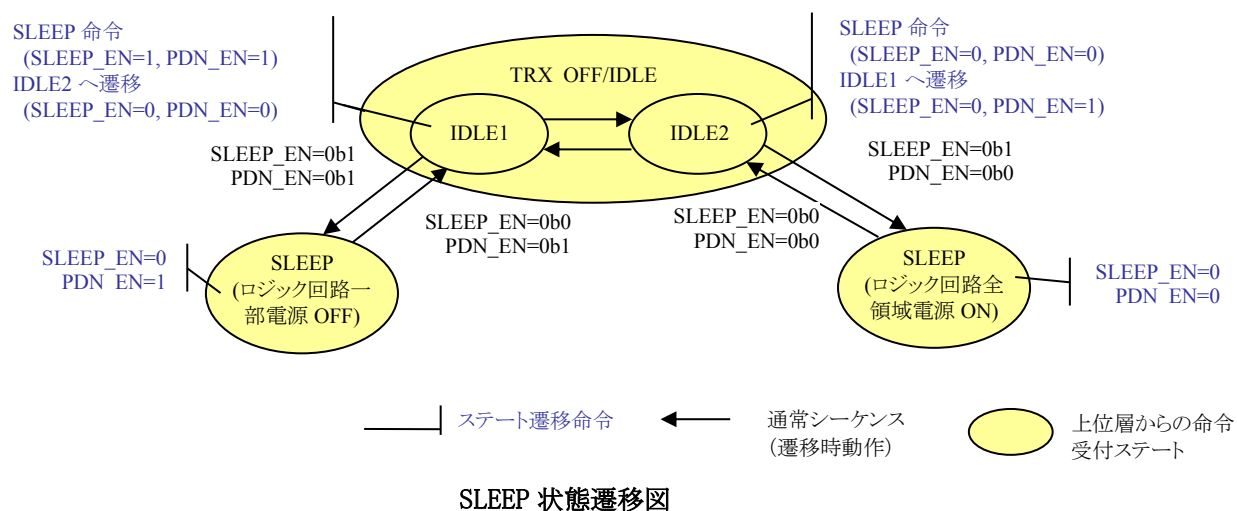 SLEEP 命令
(SLEEP_EN=1, PDN_EN=1)
IDLE2 へ遷移
(SLEEP_EN=0, PDN_EN=0)
SLEEP 命令
(SLEEP_EN=0, PDN_EN=0)
IDLE1 へ遷移
(SLEEP_EN=0, PDN_EN=1)
TRX OFF/IDLE
IDLE1
IDLE2
SLEEP_EN=0b1
PDN_EN=0b1
SLEEP_EN=0b0
PDN_EN=0b1
SLEEP_EN=0b0
PDN_EN=0b0
SLEEP_EN=0b1
PDN_EN=0b0
SLEEP_EN=0
PDN_EN=1
SLEEP
(ロジック回路一
部電源 OFF)
SLEEP
(ロジック回路全
領域電源 ON)
SLEEP_EN=0
PDN_EN=0
ステート遷移命令
通常シーケンス
(遷移時動作)
上位層からの命令
受付ステート
SLEEP 状態遷移図